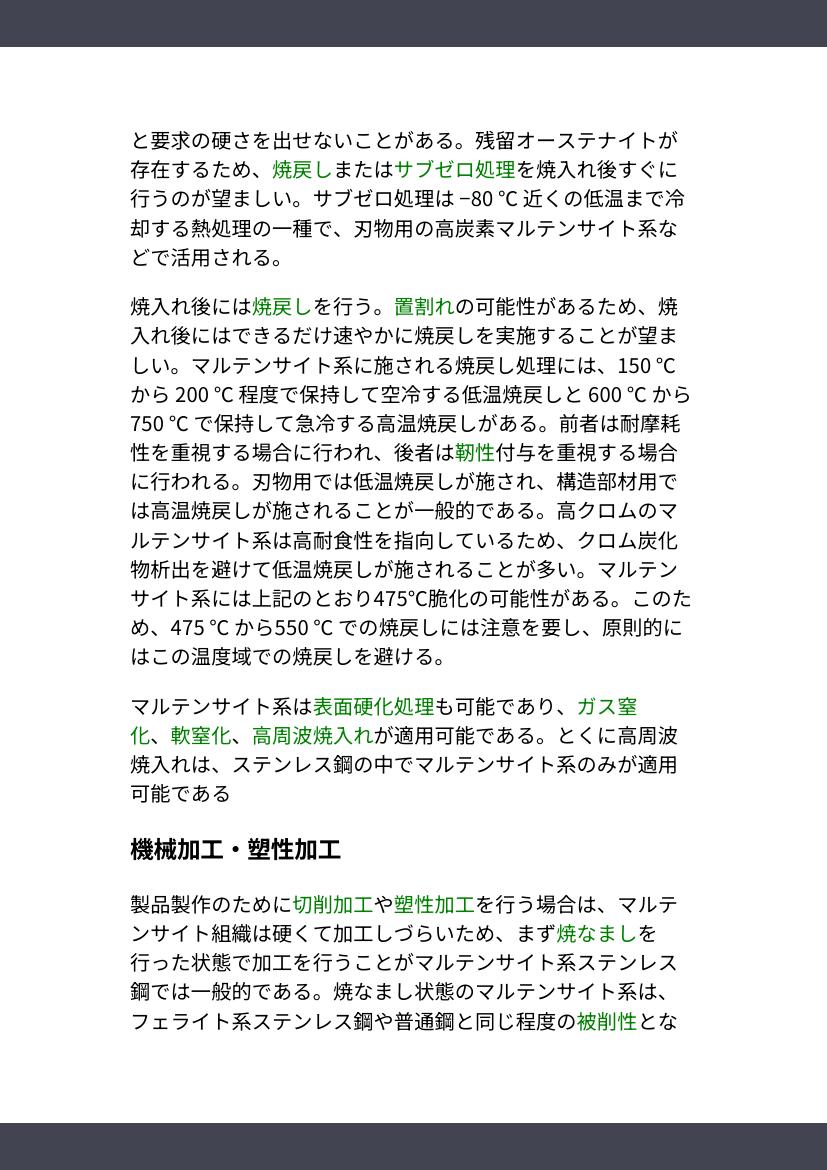 と要求の硬さを出せないことがある。残留オーステナイトが
存在するため、焼戻しまたはサブゼロ処理を焼入れ後すぐに
行うのが望ましい。サブゼロ処理は −80 ℃ 近くの低温まで冷
却する熱処理の一種で、刃物用の高炭素マルテンサイト系な
どで活用される。
焼入れ後には焼戻しを行う。置割れの可能性があるため、焼
入れ後にはできるだけ速やかに焼戻しを実施することが望ま
しい。マルテンサイト系に施される焼戻し処理には、150 ℃
から 200 ℃ 程度で保持して空冷する低温焼戻しと 600 ℃ から
750 ℃ で保持して急冷する高温焼戻しがある。前者は耐摩耗
性を重視する場合に行われ、後者は靭性付与を重視する場合
に行われる。刃物用では低温焼戻しが施され、構造部材用で
は高温焼戻しが施されることが一般的である。高クロムのマ
ルテンサイト系は高耐食性を指向しているため、クロム炭化
物析出を避けて低温焼戻しが施されることが多い。マルテン
サイト系には上記のとおり475℃脆化の可能性がある。このた
め、475 ℃ から550 ℃ での焼戻しには注意を要し、原則的に
はこの温度域での焼戻しを避ける。
マルテンサイト系は表面硬化処理も可能であり、ガス窒
化、軟窒化、高周波焼入れが適用可能である。とくに高周波
焼入れは、ステンレス鋼の中でマルテンサイト系のみが適用
可能である
機械加工・塑性加工
製品製作のために切削加工や塑性加工を行う場合は、マルテ
ンサイト組織は硬くて加工しづらいため、まず焼なましを
行った状態で加工を行うことがマルテンサイト系ステンレス
鋼では一般的である。焼なまし状態のマルテンサイト系は、
フェライト系ステンレス鋼や普通鋼と同じ程度の被削性とな